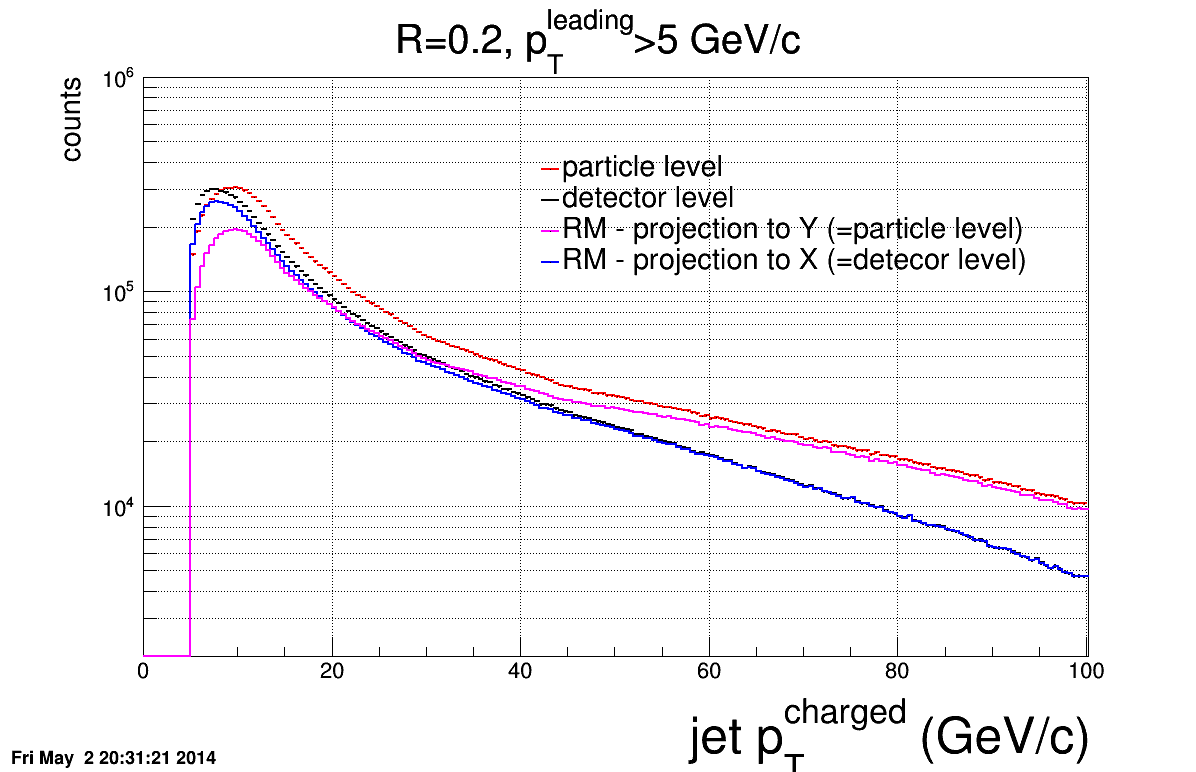 R=0.2, p_T^leading>5 GeV/c
counts
10^6
10^5
10^4
particle level
detector level
RM - projection to Y (=particle level)
RM - projection to X (=detecor level)
0 20 40 60 80 100
jet p_T^charged (GeV/c)
Fri May 2 20:31:21 2014